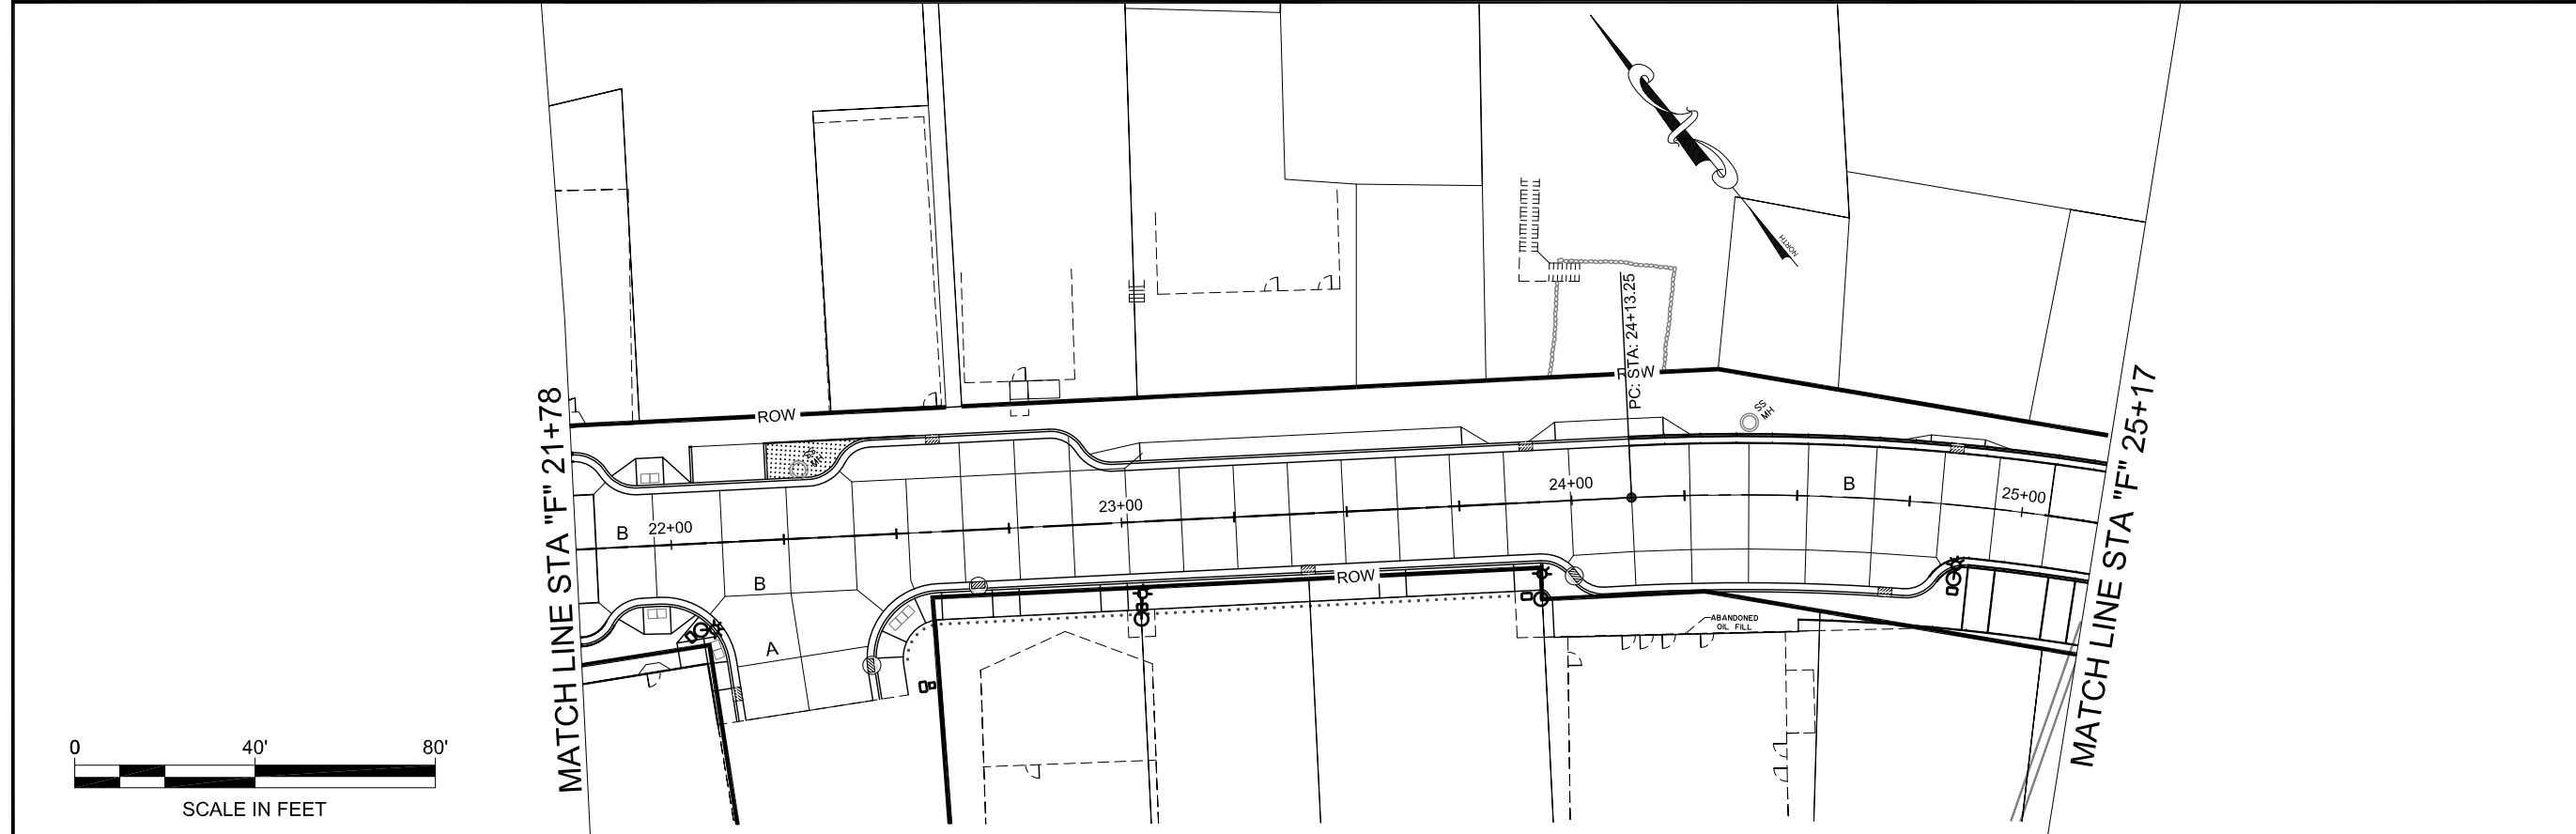 NORTH
PC: STA: 24+13.25
ROW
ROW
SS
MH
SS
MH
MATCH LINE STA "F" 21+78
MATCH LINE STA "F" 25+17
B
22+00
23+00
24+00
B
25+00
B
ROW
A
ABANDONED
OIL FILL
0 40' 80'
SCALE IN FEET